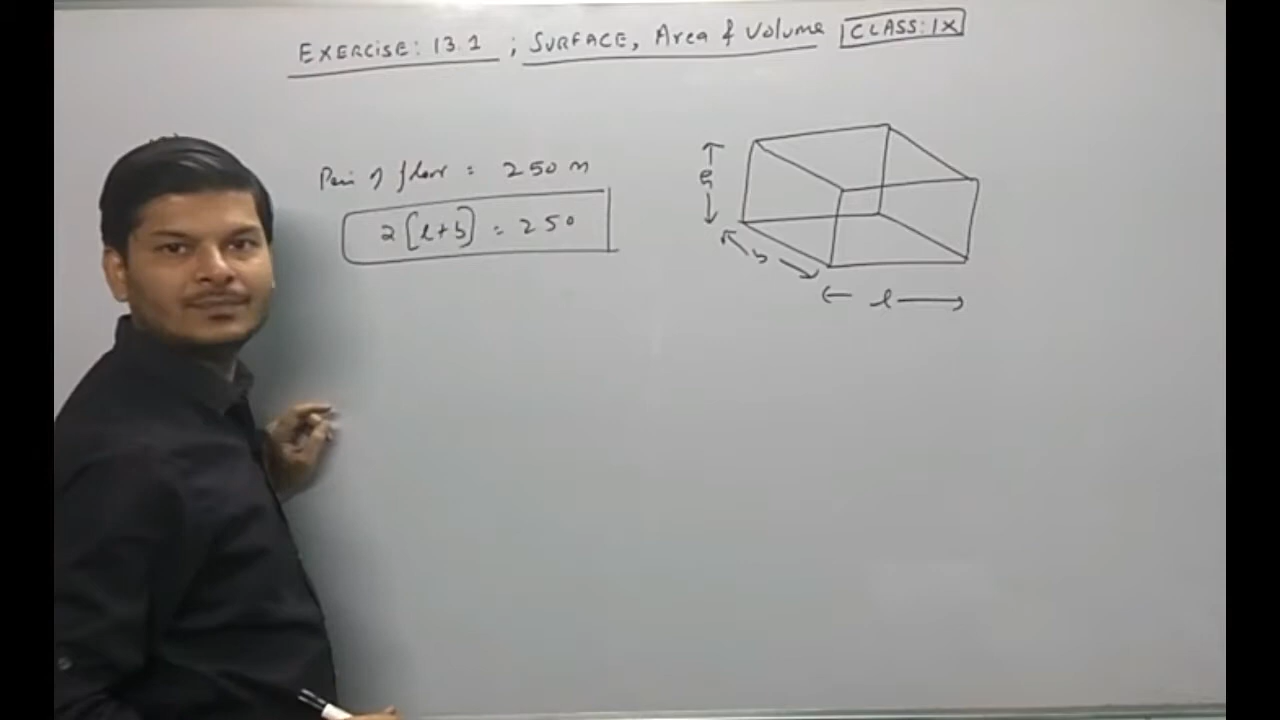 EXERCISE: 13.1 ; SURFACE, Area & Volume CLASS: IX
Peri of floor = 250 m
2[l+b] = 250
h
b
l